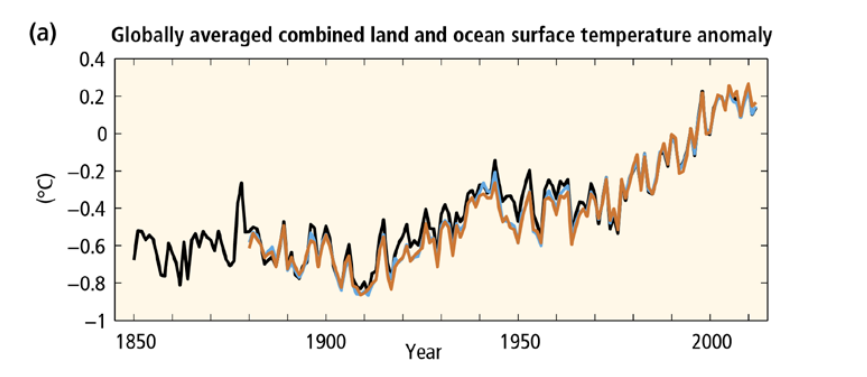 (a) Globally averaged combined land and ocean surface temperature anomaly
0.4
0.2
0
−0.2
−0.4
−0.6
−0.8
−1
(°C)
1850 1900 1950 2000
Year